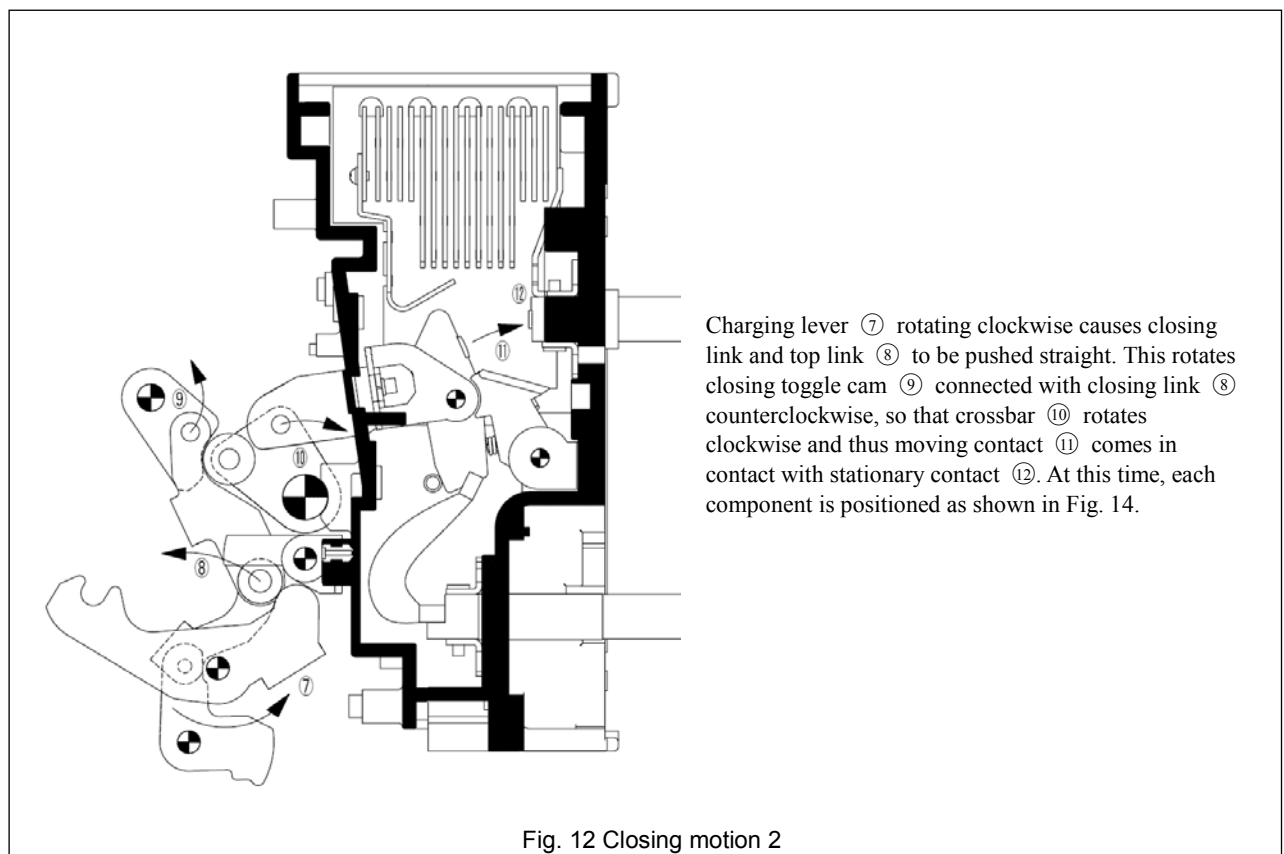 ⑫
⑪
⑨
⑩
⑧
⑦
Charging lever ⑦ rotating clockwise causes closing
link and top link ⑧ to be pushed straight. This rotates
closing toggle cam ⑨ connected with closing link ⑧
counterclockwise, so that crossbar ⑩ rotates
clockwise and thus moving contact ⑪ comes in
contact with stationary contact ⑫. At this time, each
component is positioned as shown in Fig. 14.
Fig. 12 Closing motion 2